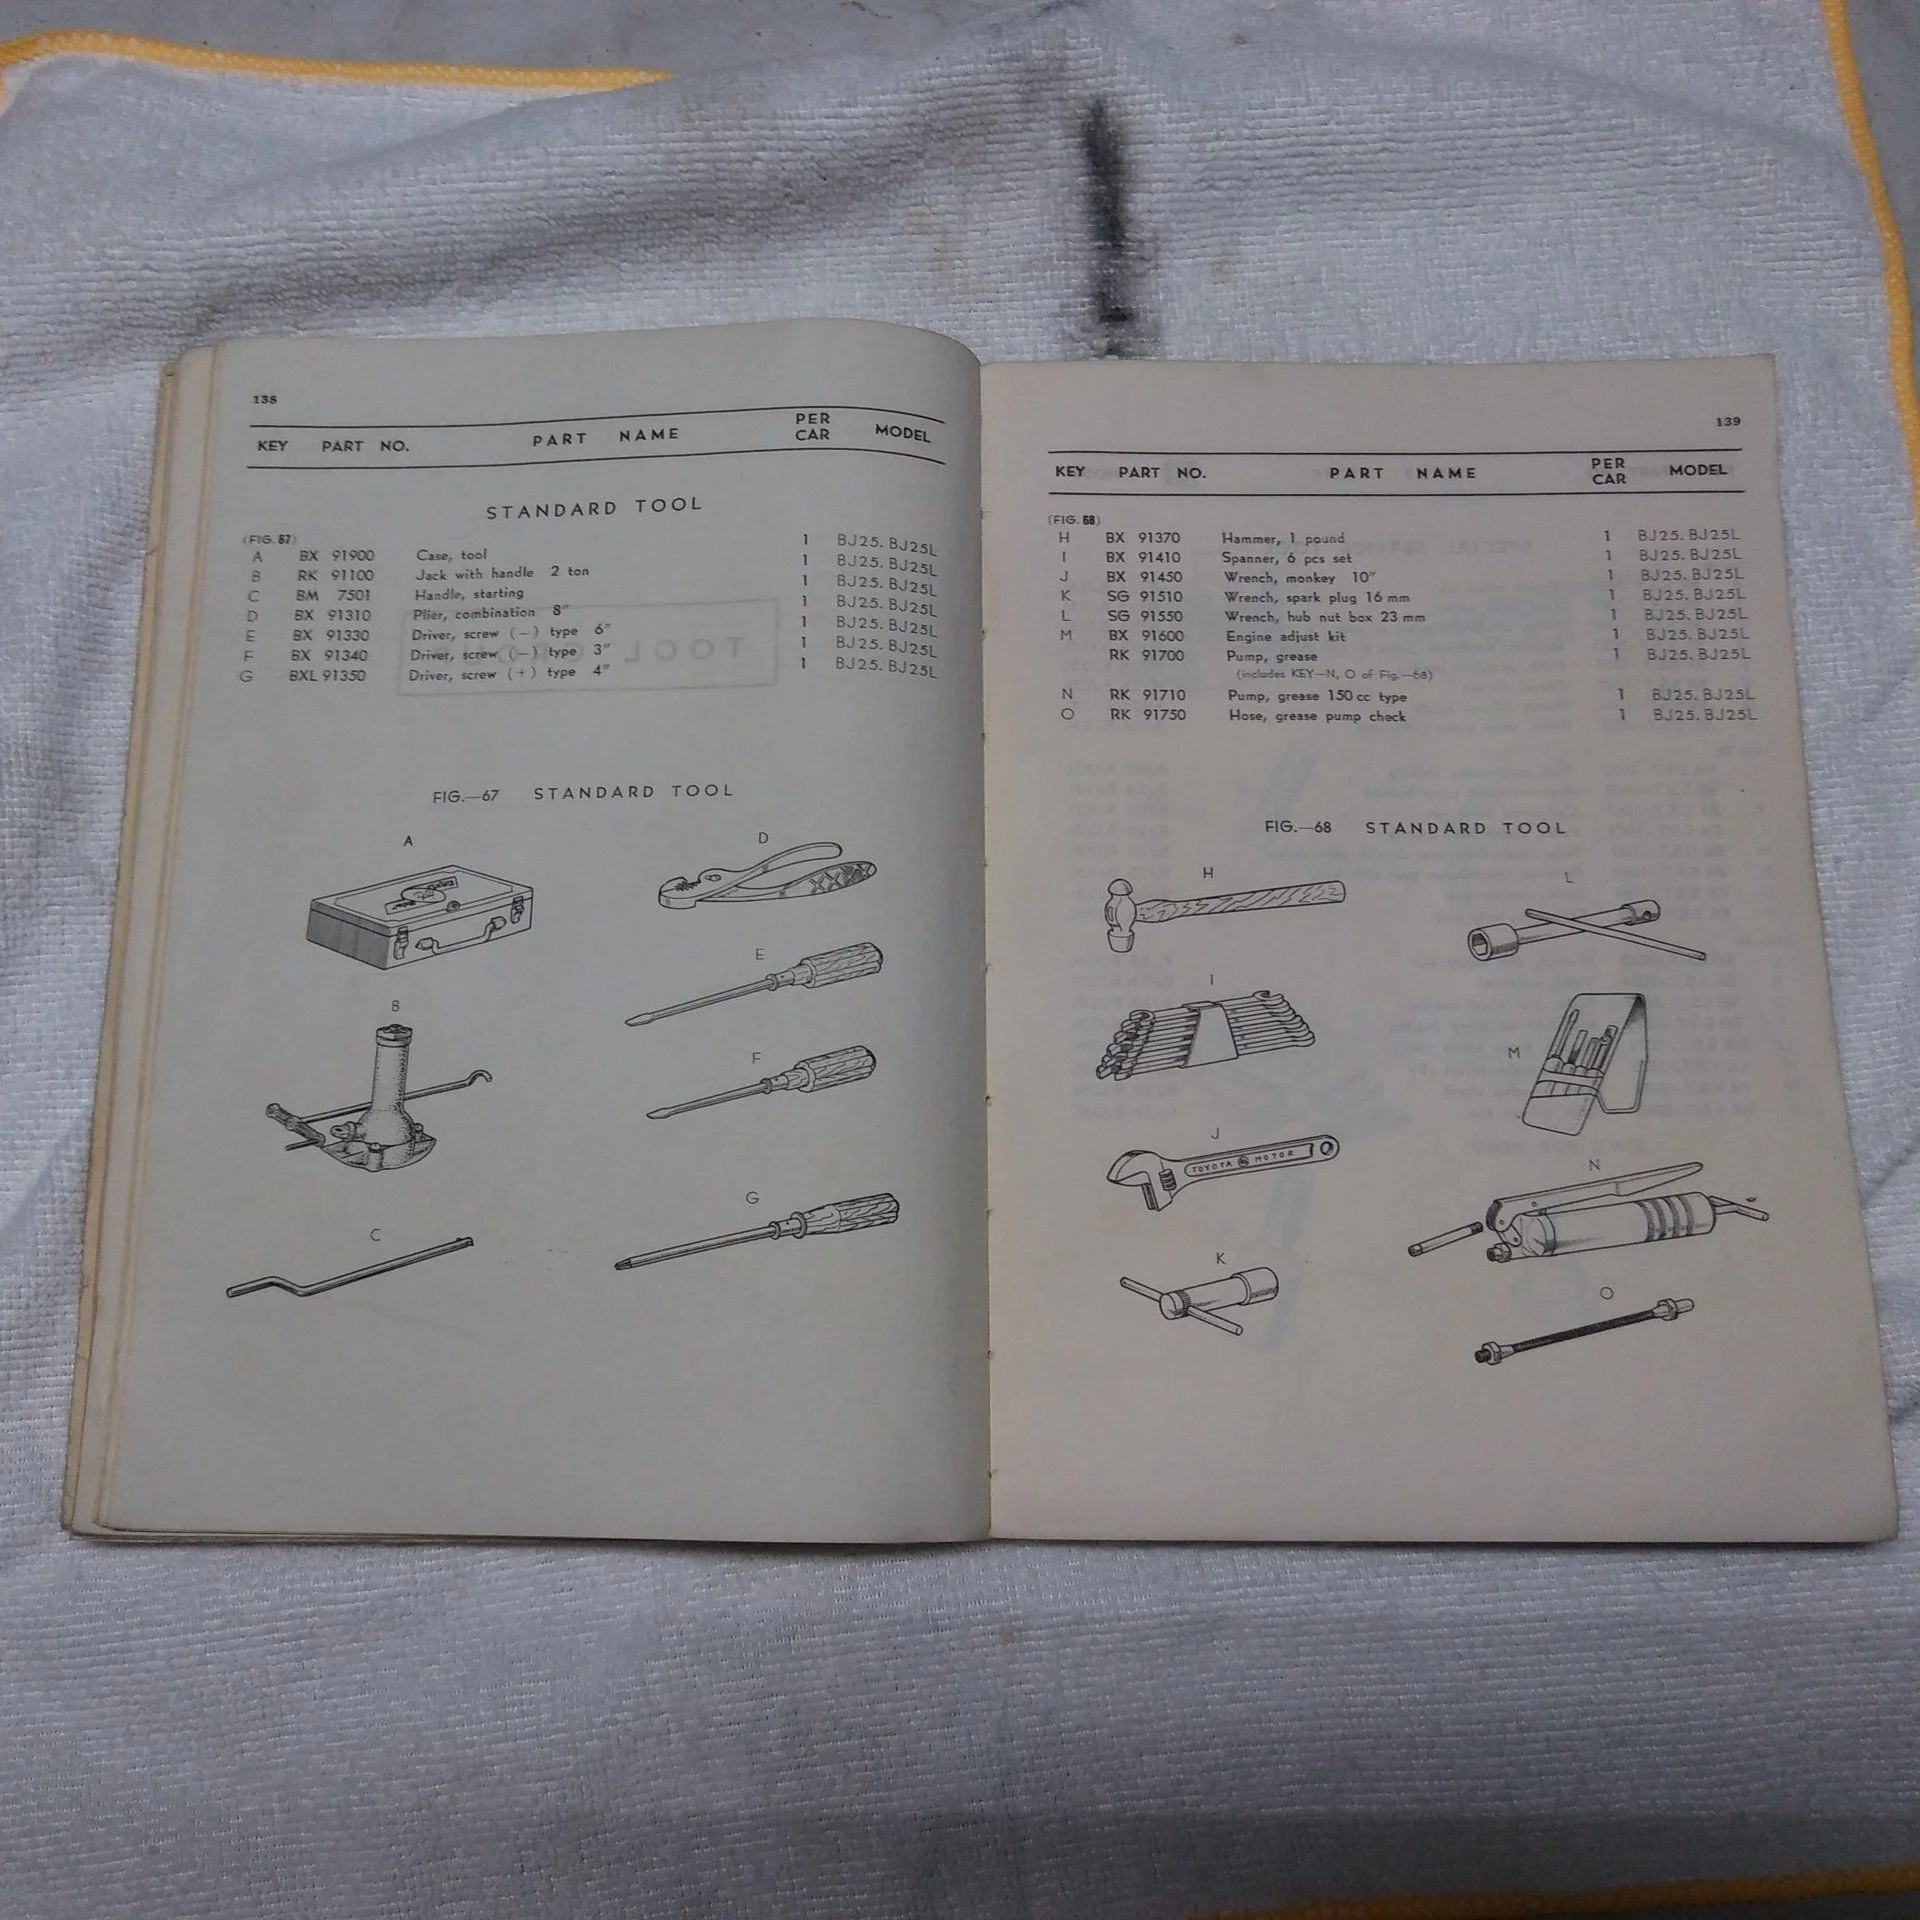 138
KEY PART NO. PART NAME PER CAR MODEL
STANDARD TOOL
(FIG. 67)
A BX 91900 Case, tool 1 BJ25. BJ25L
B RK 91100 Jack with handle 2 ton 1 BJ25. BJ25L
C BM 7501 Handle, starting 1 BJ25. BJ25L
D BX 91310 Plier, combination 8" 1 BJ25. BJ25L
E BX 91330 Driver, screw (—) type 6" 1 BJ25. BJ25L
F BX 91340 Driver, screw (—) type 3" 1 BJ25. BJ25L
G BXL 91350 Driver, screw (+) type 4" 1 BJ25. BJ25L
FIG.—67 STANDARD TOOL
A
D
E
B
F
G
C
139
KEY PART NO. PART NAME PER CAR MODEL
(FIG. 68)
H BX 91370 Hammer, 1 pound 1 BJ25. BJ25L
I BX 91410 Spanner, 6 pcs set 1 BJ25. BJ25L
J BX 91450 Wrench, monkey 10" 1 BJ25. BJ25L
K SG 91510 Wrench, spark plug 16 mm 1 BJ25. BJ25L
L SG 91550 Wrench, hub nut box 23 mm 1 BJ25. BJ25L
M BX 91600 Engine adjust kit 1 BJ25. BJ25L
RK 91700 Pump, grease 1 BJ25. BJ25L
(includes KEY—N, O of Fig.—68)
N RK 91710 Pump, grease 150 cc type 1 BJ25. BJ25L
O RK 91750 Hose, grease pump check 1 BJ25. BJ25L
FIG.—68 STANDARD TOOL
H
L
I
M
J
TOYOTA MOTOR
N
K
O